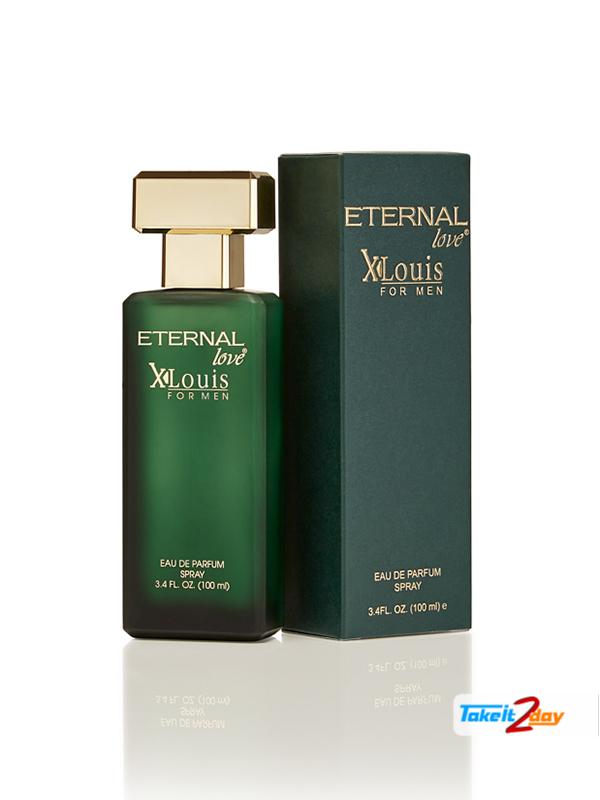 ETERNAL
love®
XLouis
FOR MEN
EAU DE PARFUM
SPRAY
3.4 FL. OZ. (100 ml)
ETERNAL
love®
XLouis
FOR MEN
EAU DE PARFUM
SPRAY
3.4FL. OZ. (100 ml) e
TakeIt2day